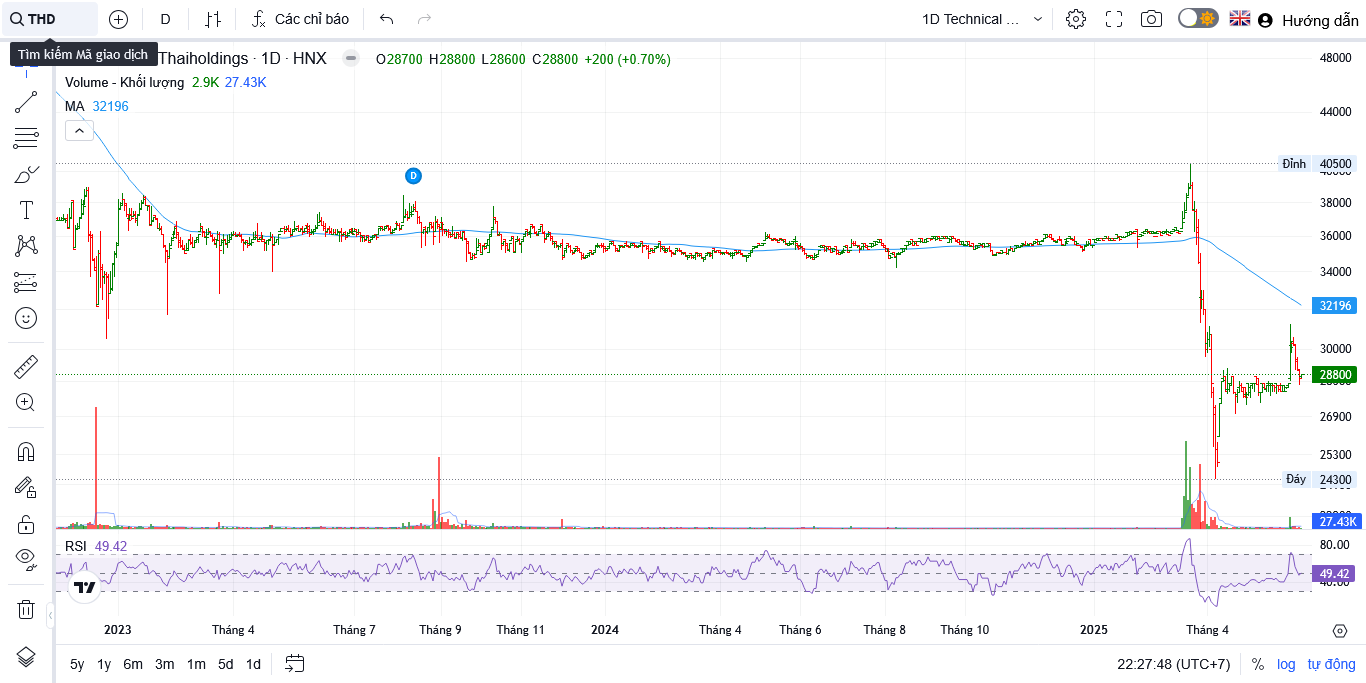 THD
D
Các chỉ báo
1D Technical ...
Hướng dẫn
Tìm kiếm Mã giao dịch
Thaiholdings · 1D · HNX
O28700 H28800 L28600 C28800 +200 (+0.70%)
Volume - Khối lượng 2.9K 27.43K
MA 32196
D
48000
44000
Đỉnh 40500
38000
36000
34000
32196
30000
28800
26900
25300
Đáy 24300
27.43K
RSI 49.42
80.00
49.42
40.00
2023 Tháng 4 Tháng 7 Tháng 9 Tháng 11 2024 Tháng 4 Tháng 6 Tháng 8 Tháng 10 2025 Tháng 4
5y 1y 6m 3m 1m 5d 1d
22:27:48 (UTC+7) % log tự động